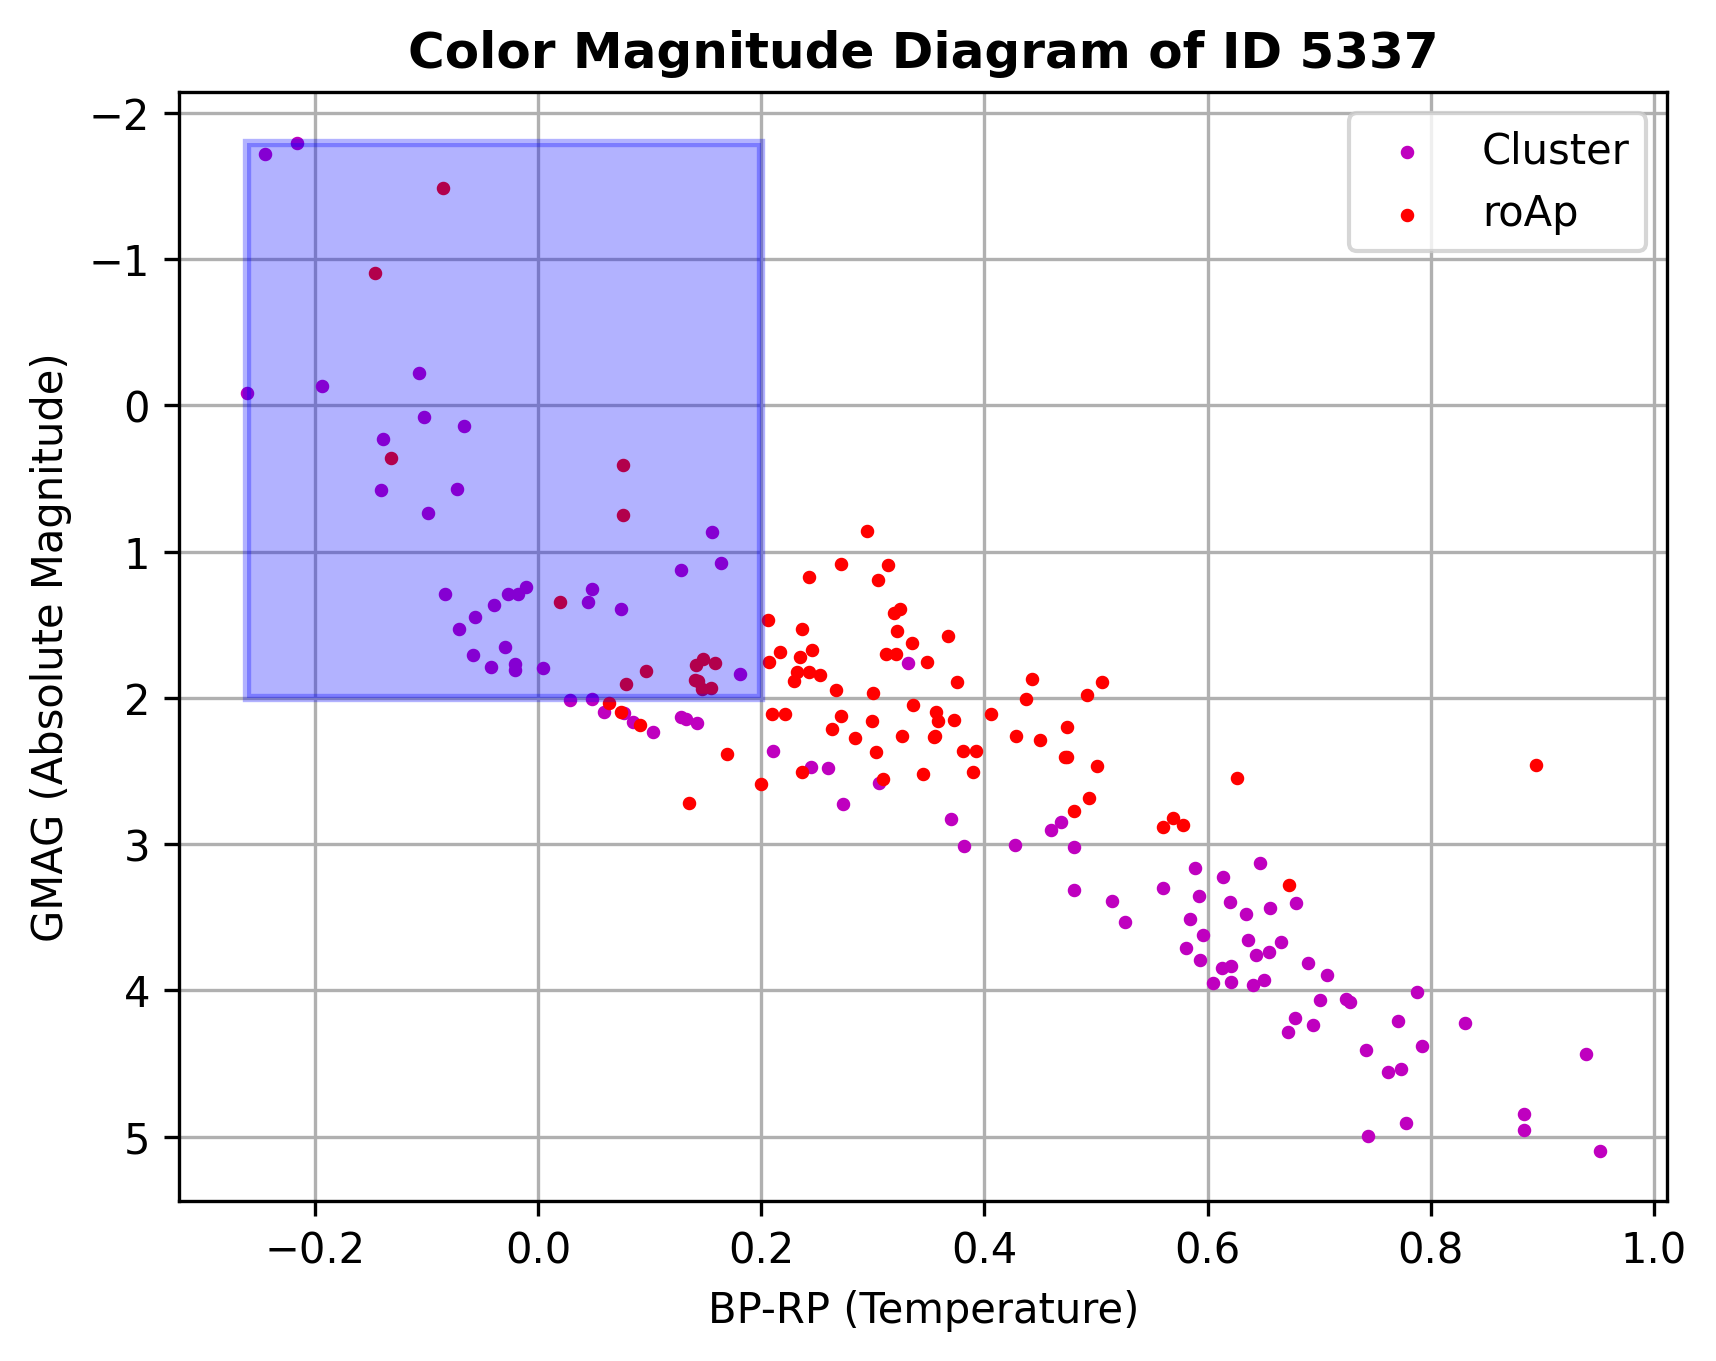 Color Magnitude Diagram of ID 5337
Cluster
roAp
−2
−1
0
1
2
3
4
5
GMAG (Absolute Magnitude)
−0.2 0.0 0.2 0.4 0.6 0.8 1.0
BP-RP (Temperature)